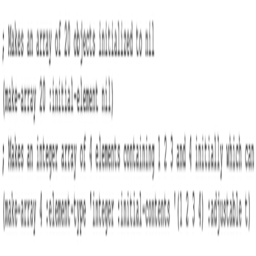 ; Makes an array of 20 objects initialized to nil
(make-array 20 :initial-element nil)
; Makes an integer array of 4 elements containing 1 2 3 and 4 initially which can
(make-array 4 :element-type 'integer :initial-contents '(1 2 3 4) :adjustable t)